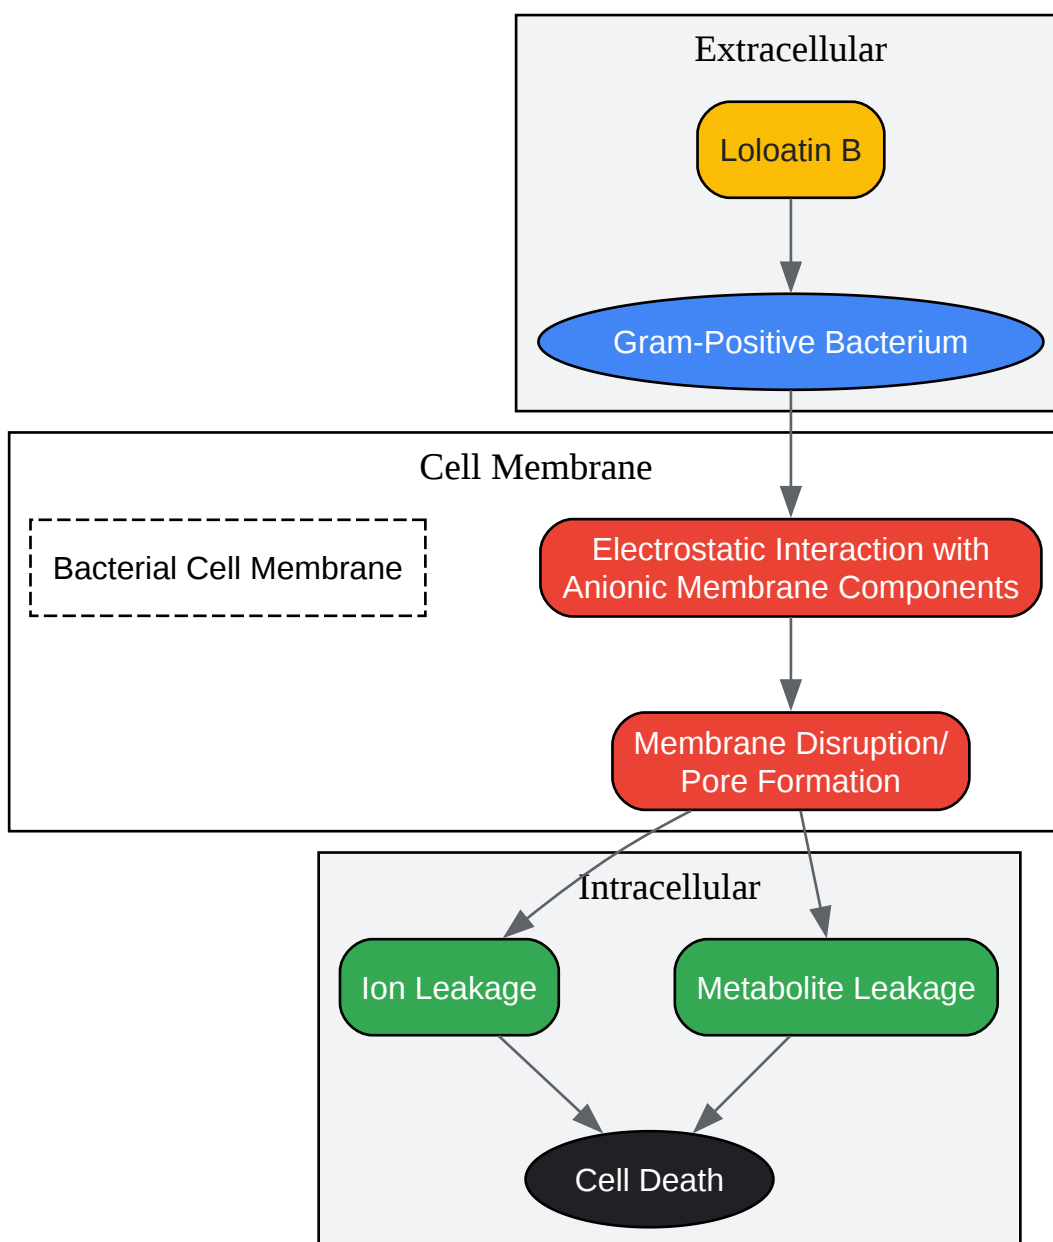 Extracellular
Loloatin B
Gram-Positive Bacterium
Cell Membrane
Bacterial Cell Membrane
Electrostatic Interaction with
Anionic Membrane Components
Membrane Disruption/
Pore Formation
Intracellular
Ion Leakage
Metabolite Leakage
Cell Death